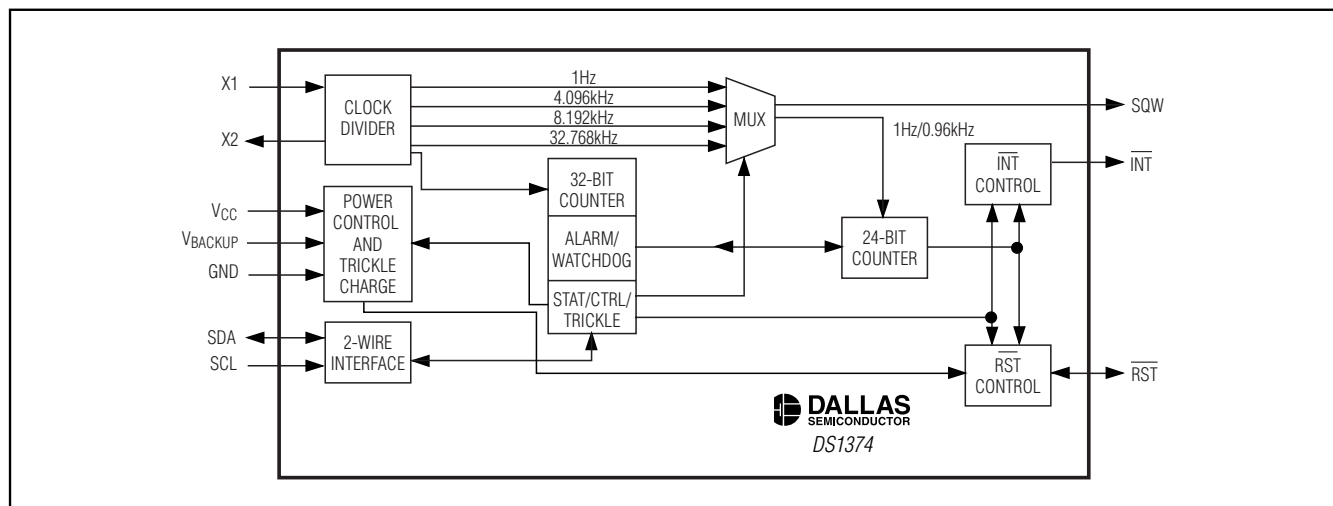 X1
X2
CLOCK
DIVIDER
1Hz
4.096kHz
8.192kHz
32.768kHz
MUX
SQW
1Hz/0.96kHz
INT
CONTROL
INT
VCC
VBACKUP
GND
POWER
CONTROL
AND
TRICKLE
CHARGE
32-BIT
COUNTER
ALARM/
WATCHDOG
STAT/CTRL/
TRICKLE
24-BIT
COUNTER
SDA
SCL
2-WIRE
INTERFACE
RST
CONTROL
RST
DALLAS
SEMICONDUCTOR
DS1374